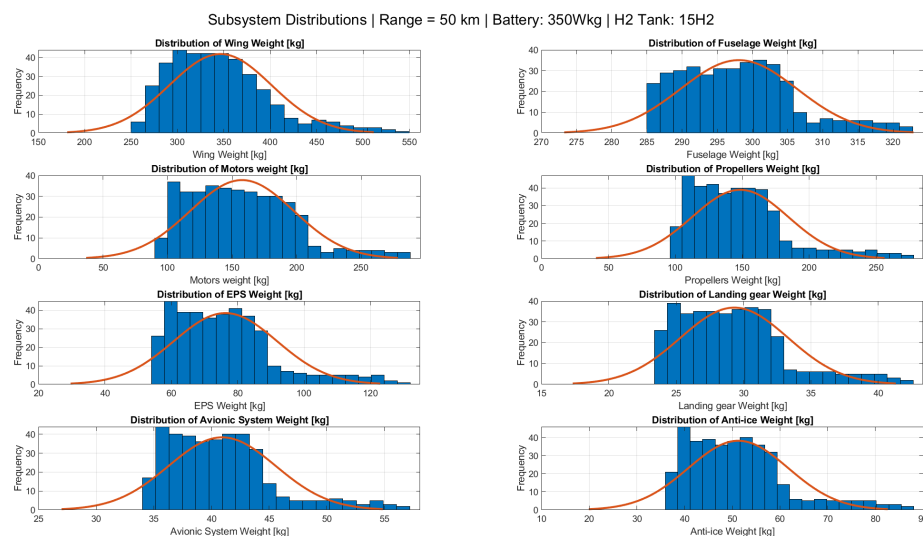 Subsystem Distributions | Range = 50 km | Battery: 350Wkg | H2 Tank: 15H2
Distribution of Wing Weight [kg]
Frequency
40
30
20
10
0
150 200 250 300 350 400 450 500 550
Wing Weight [kg]
Distribution of Fuselage Weight [kg]
Frequency
40
30
20
10
0
270 275 280 285 290 295 300 305 310 315 320
Fuselage Weight [kg]
Distribution of Motors weight [kg]
Frequency
40
30
20
10
0
0 50 100 150 200 250
Motors weight [kg]
Distribution of Propellers Weight [kg]
Frequency
40
30
20
10
0
0 50 100 150 200 250
Propellers Weight [kg]
Distribution of EPS Weight [kg]
Frequency
40
30
20
10
0
20 40 60 80 100 120
EPS Weight [kg]
Distribution of Landing gear Weight [kg]
Frequency
40
30
20
10
0
15 20 25 30 35 40
Landing gear Weight [kg]
Distribution of Avionic System Weight [kg]
Frequency
40
30
20
10
0
25 30 35 40 45 50 55
Avionic System Weight [kg]
Distribution of Anti-ice Weight [kg]
Frequency
40
30
20
10
0
10 20 30 40 50 60 70 80
Anti-ice Weight [kg]